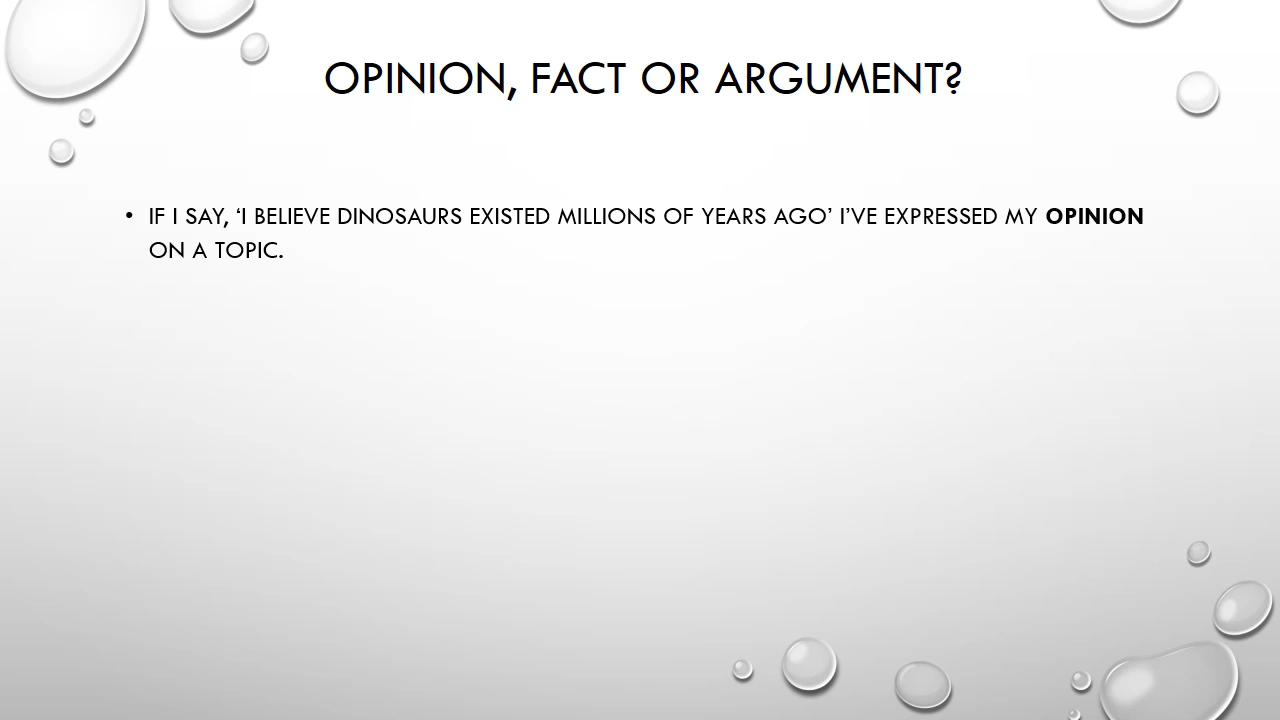 OPINION, FACT OR ARGUMENT?
• IF I SAY, ‘I BELIEVE DINOSAURS EXISTED MILLIONS OF YEARS AGO’ I’VE EXPRESSED MY OPINION
ON A TOPIC.